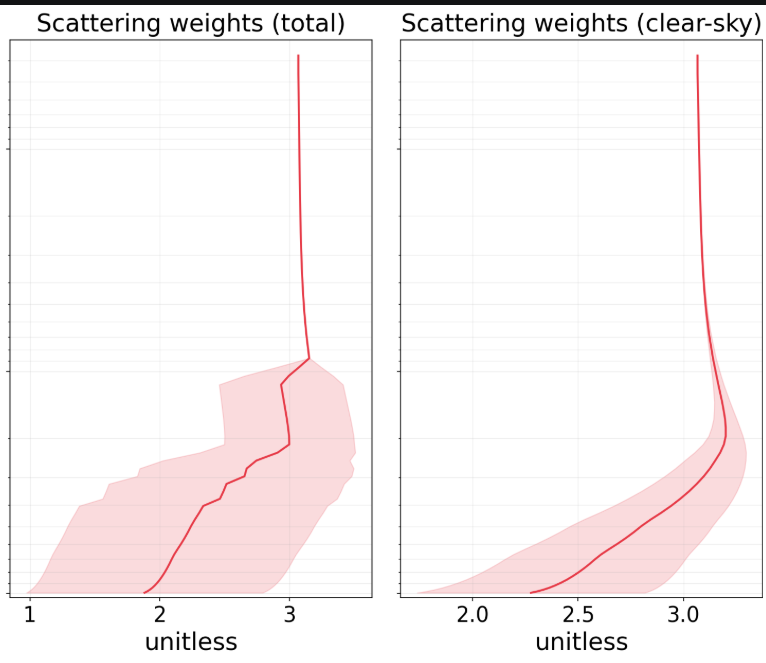 Scattering weights (total)
Scattering weights (clear-sky)
1 2 3
unitless
2.0 2.5 3.0
unitless